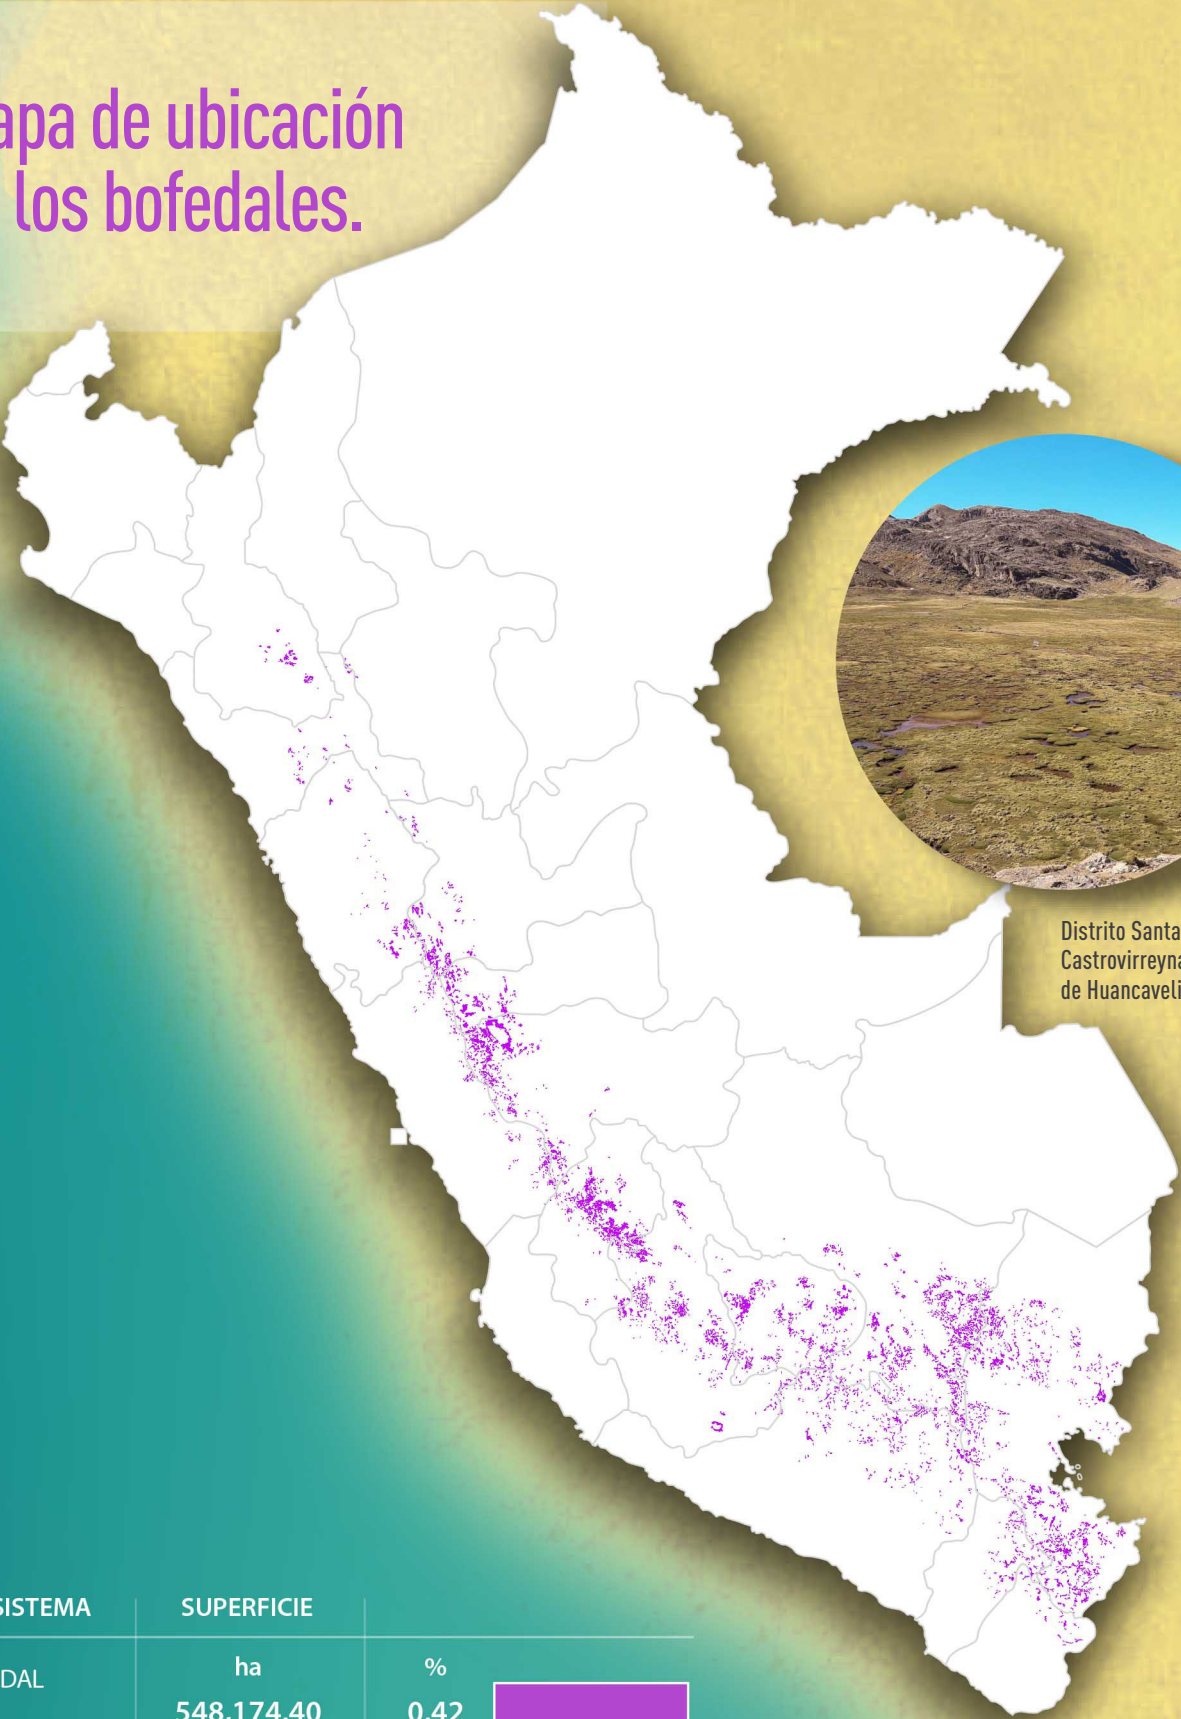 apa de ubicación
los bofedales.
Distrito Santa
Castrovirreyna
de Huancaveli
SISTEMA SUPERFICIE
DAL ha %
548,174.40 0.42